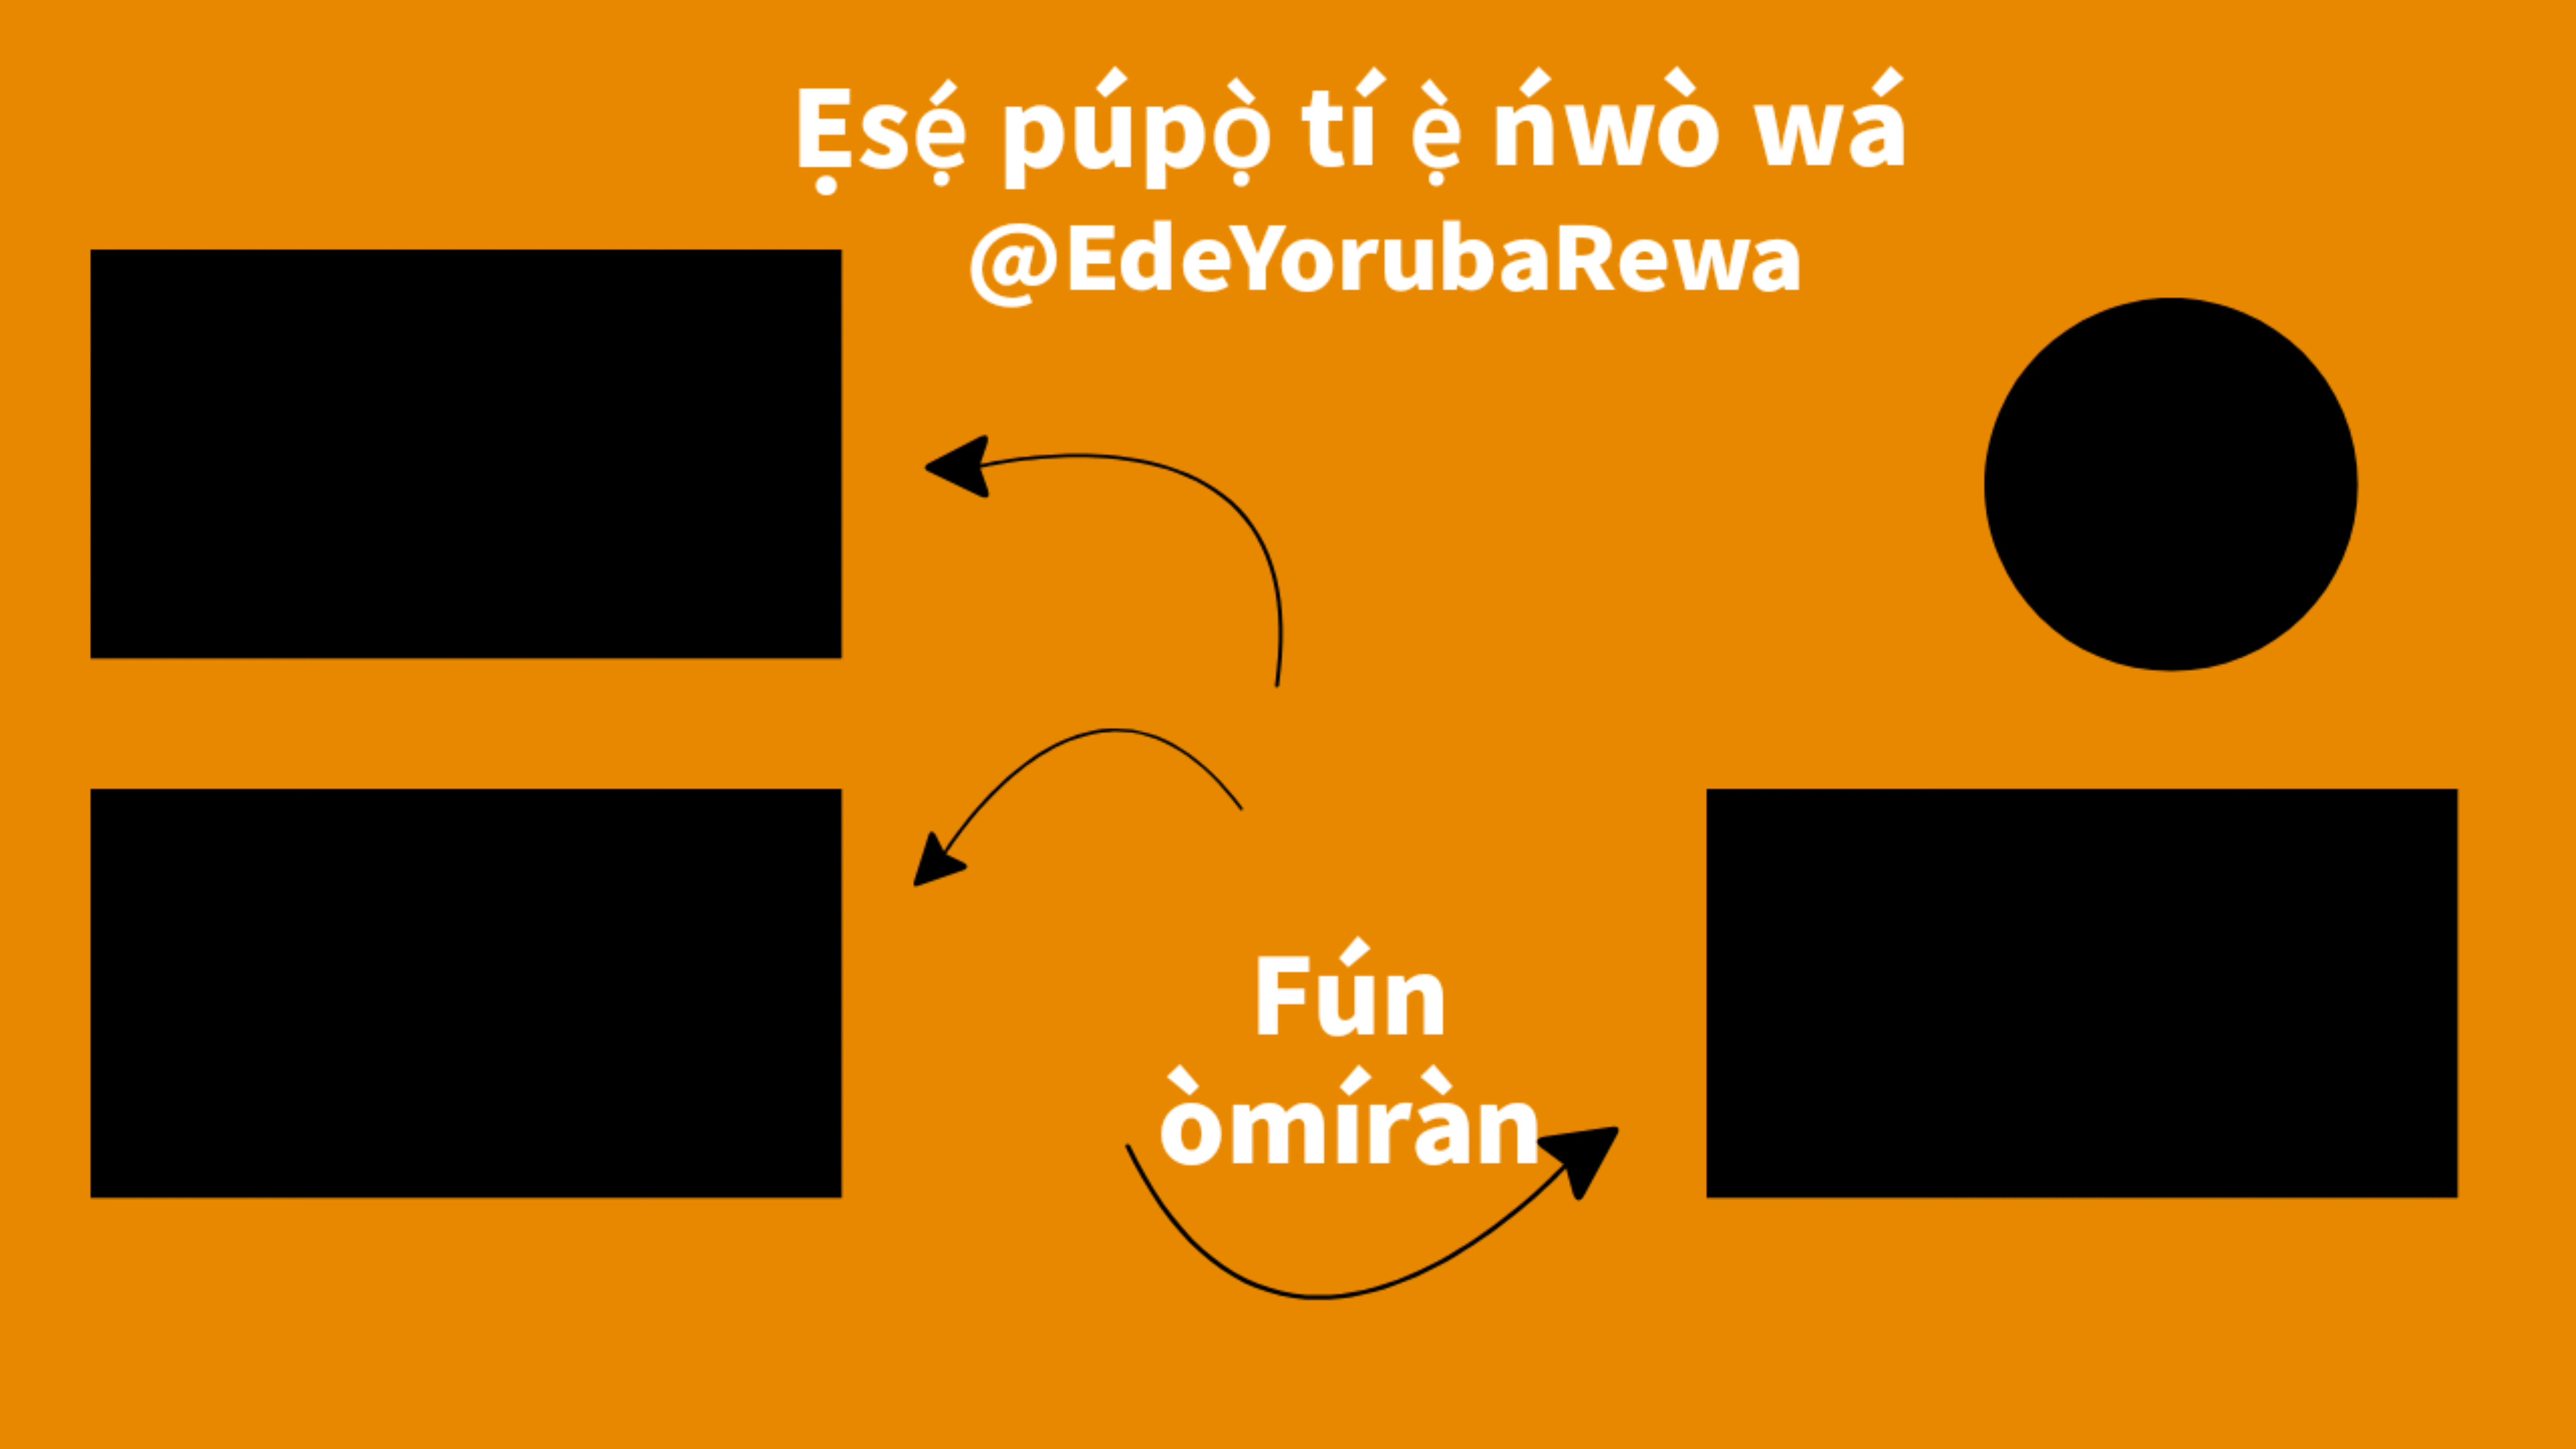 Ẹsẹ́ púpọ̀ tí ẹ̀ ńwò wá
@EdeYorubaRewa
Fún
òmíràn